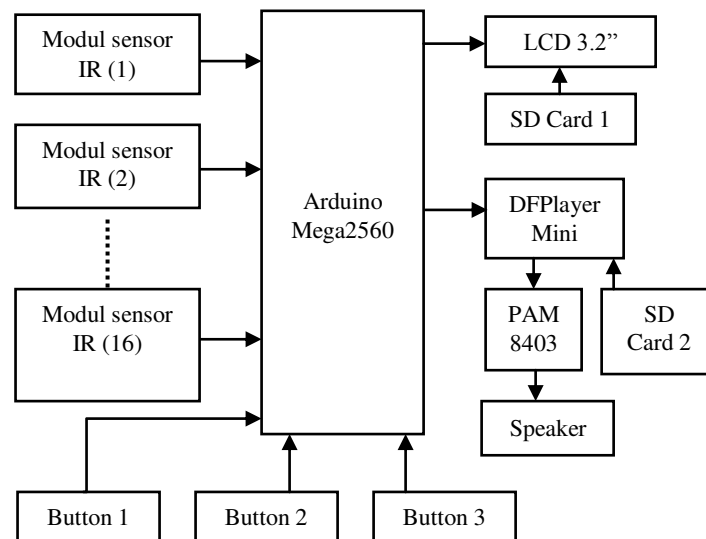 Modul sensor
IR (1)
Modul sensor
IR (2)
Modul sensor
IR (16)
Arduino
Mega2560
LCD 3.2”
SD Card 1
DFPlayer
Mini
PAM
8403
SD
Card 2
Speaker
Button 1
Button 2
Button 3